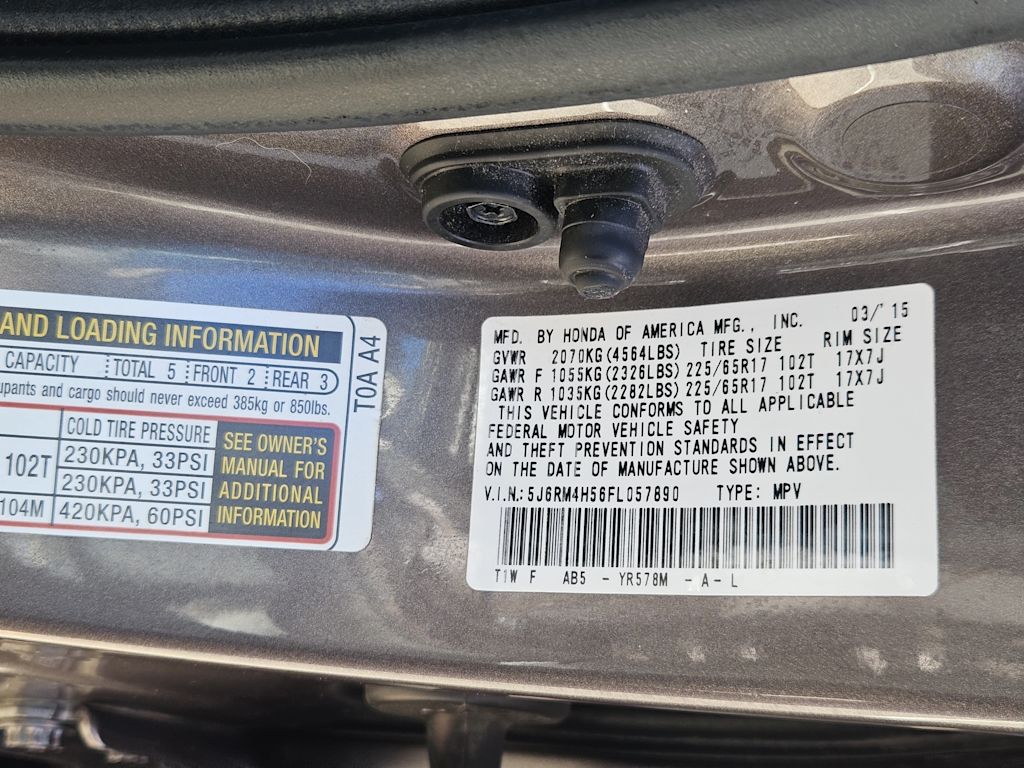 AND LOADING INFORMATION
CAPACITY TOTAL 5 FRONT 2 REAR 3
upants and cargo should never exceed 385kg or 850lbs.
COLD TIRE PRESSURE
102T 230KPA, 33PSI
230KPA, 33PSI
104M 420KPA, 60PSI
SEE OWNER'S
MANUAL FOR
ADDITIONAL
INFORMATION
T0A A4
MFD. BY HONDA OF AMERICA MFG., INC. 03/'15
GVWR 2070KG(4564LBS) TIRE SIZE RIM SIZE
GAWR F 1055KG(2326LBS) 225/65R17 102T 17X7J
GAWR R 1035KG(2282LBS) 225/65R17 102T 17X7J
THIS VEHICLE CONFORMS TO ALL APPLICABLE
FEDERAL MOTOR VEHICLE SAFETY
AND THEFT PREVENTION STANDARDS IN EFFECT
ON THE DATE OF MANUFACTURE SHOWN ABOVE.
V.I.N.: 5J6RM4H56FL057890 TYPE: MPV
T1W F AB5 - YR578M - A - L